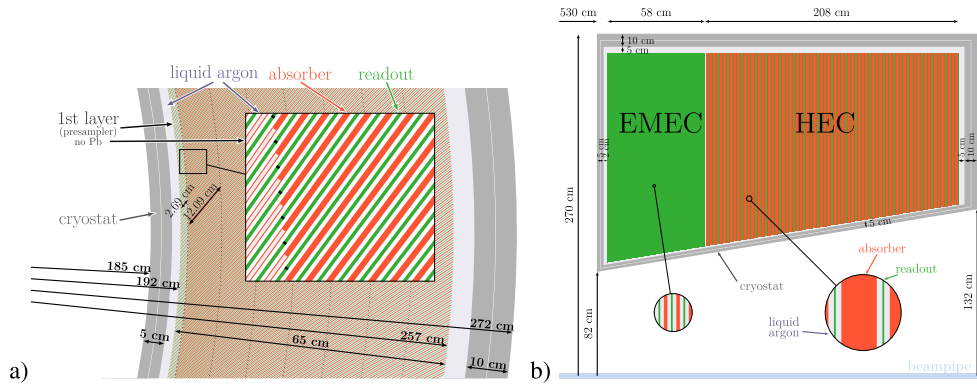 liquid argon
absorber
readout
1st layer
(presampler)
no Pb
2.69 cm
12.09 cm
cryostat
185 cm
192 cm
272 cm
257 cm
65 cm
5 cm
10 cm
a)
530 cm
58 cm
208 cm
10 cm
5 cm
EMEC
HEC
5 cm
2 cm
5 cm
10 cm
270 cm
5 cm
absorber
readout
cryostat
liquid
argon
82 cm
132 cm
beampipe
b)